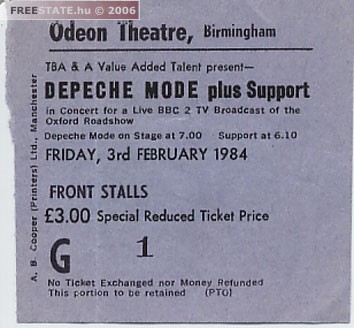 FREESTATE.hu © 2006
Odeon Theatre, Birmingham
TBA & A Value Added Talent present—
DEPECHE MODE plus Support
in Concert for a Live BBC 2 TV Broadcast of the
Oxford Roadshow
Depeche Mode on Stage at 7.00 Support at 6.10
FRIDAY, 3rd FEBRUARY 1984
FRONT STALLS
£3.00 Special Reduced Ticket Price
G 1
No Ticket Exchanged nor Money Refunded
This portion to be retained (PTO)
A. B. Cooper (Printers) Ltd., Manchester